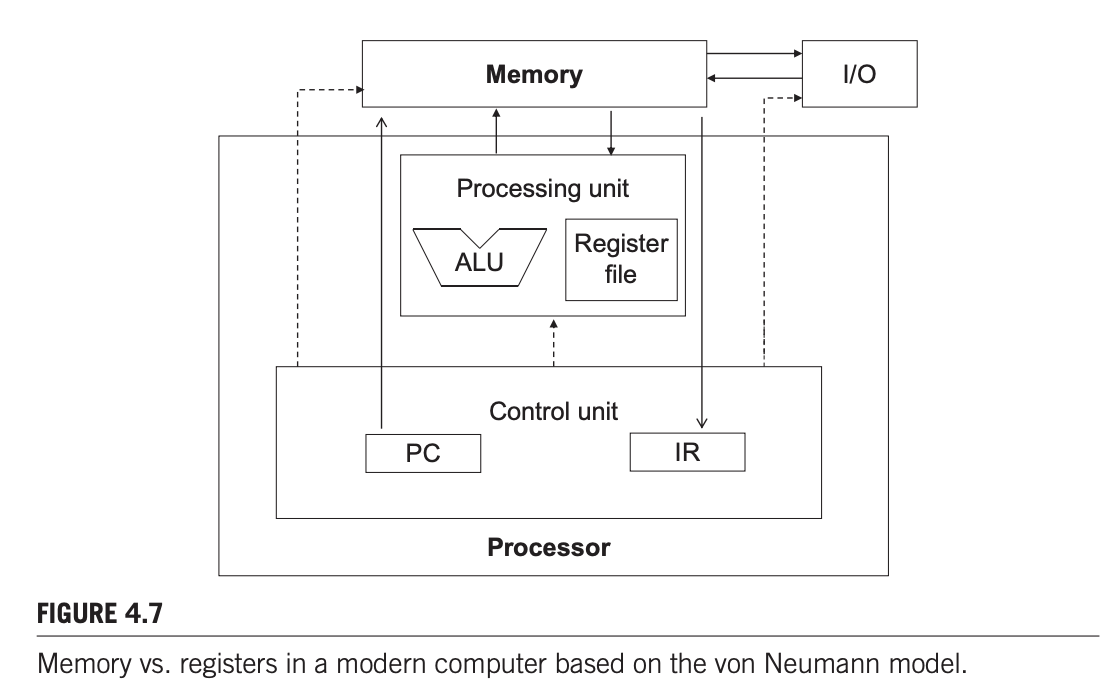 Memory
I/O
Processing unit
ALU
Register
file
Control unit
PC
IR
Processor
FIGURE 4.7
Memory vs. registers in a modern computer based on the von Neumann model.